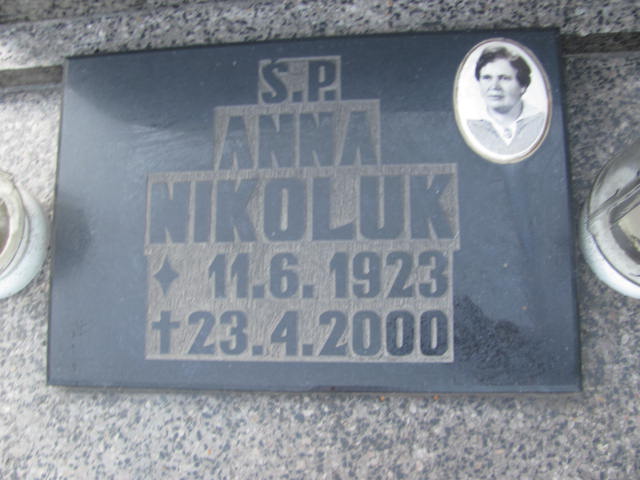 Ś.P.
ANNA
NIKOLUK
✦ 11.6.1923
✝ 23.4.2000